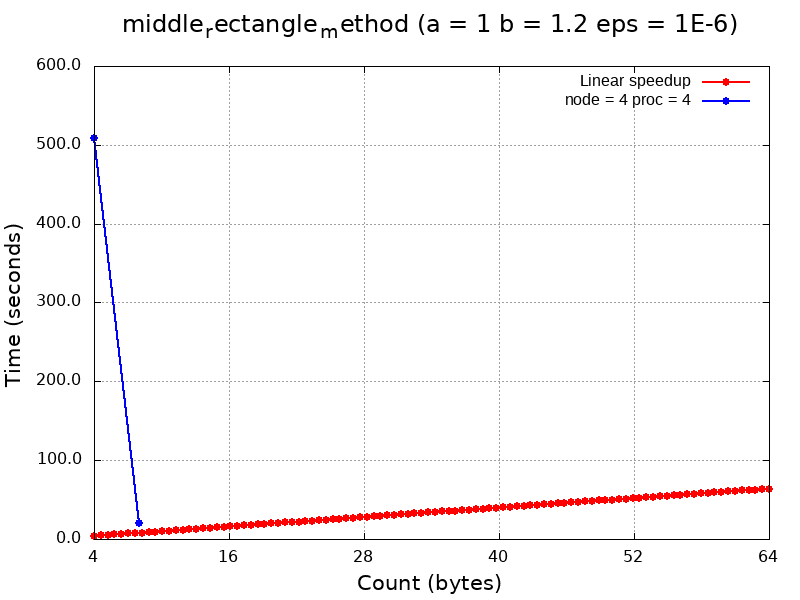 middle_rectangle_method (a = 1 b = 1.2 eps = 1E-6)
Linear speedup
node = 4 proc = 4
600.0
500.0
400.0
300.0
200.0
100.0
0.0
Time (seconds)
4 16 28 40 52 64
Count (bytes)